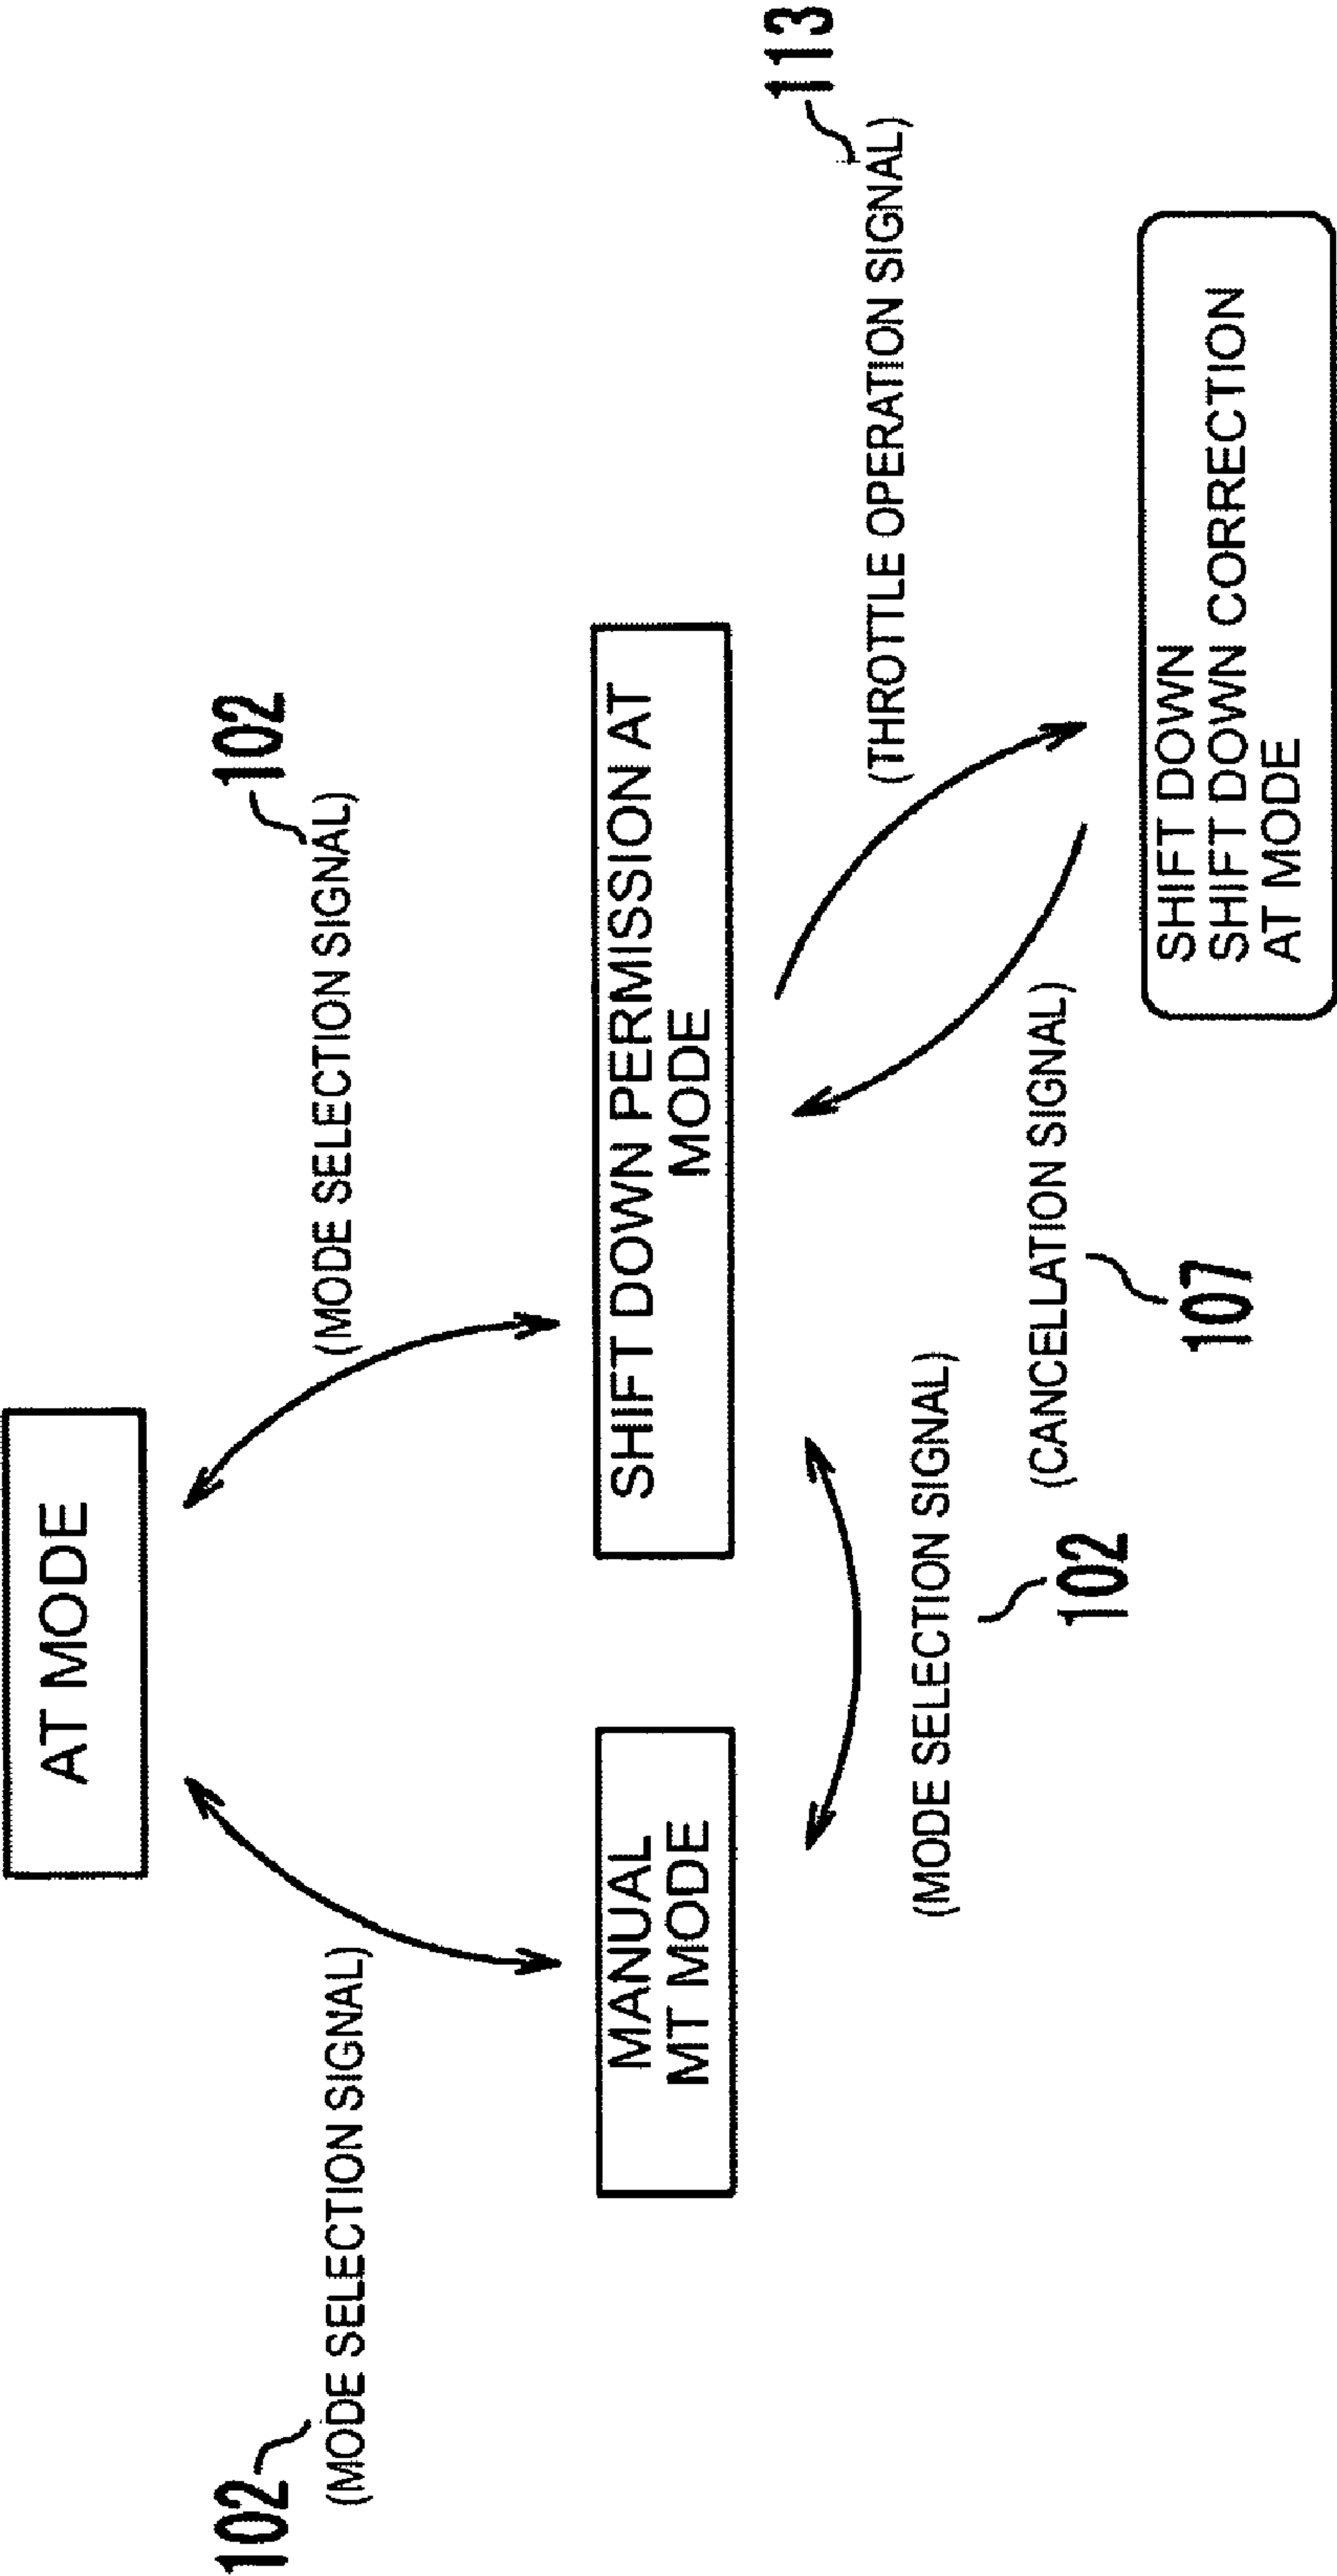 AT MODE
102
(MODE SELECTION SIGNAL)
102
(MODE SELECTION SIGNAL)
MANUAL
MT MODE
SHIFT DOWN PERMISSION AT
MODE
113
(THROTTLE OPERATION SIGNAL)
(MODE SELECTION SIGNAL)
102
(CANCELLATION SIGNAL)
107
SHIFT DOWN
SHIFT DOWN CORRECTION
AT MODE